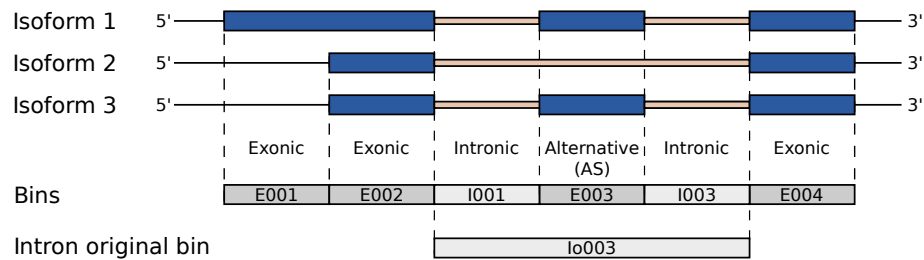 Isoform 1 5' 3'
Isoform 2 5' 3'
Isoform 3 5' 3'
Exonic Exonic Intronic Alternative Intronic Exonic
(AS)
Bins E001 E002 I001 E003 I003 E004
Intron original bin Io003